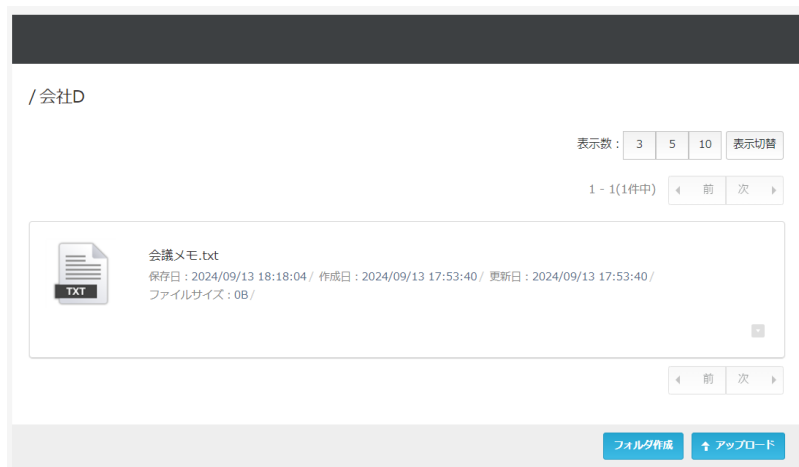 / 会社D
表示数： 3 5 10 表示切替
1 - 1(1件中) 前 次
会議メモ.txt
保存日：2024/09/13 18:18:04 / 作成日：2024/09/13 17:53:40 / 更新日：2024/09/13 17:53:40 /
ファイルサイズ：0B /
TXT
前 次
フォルダ作成 アップロード